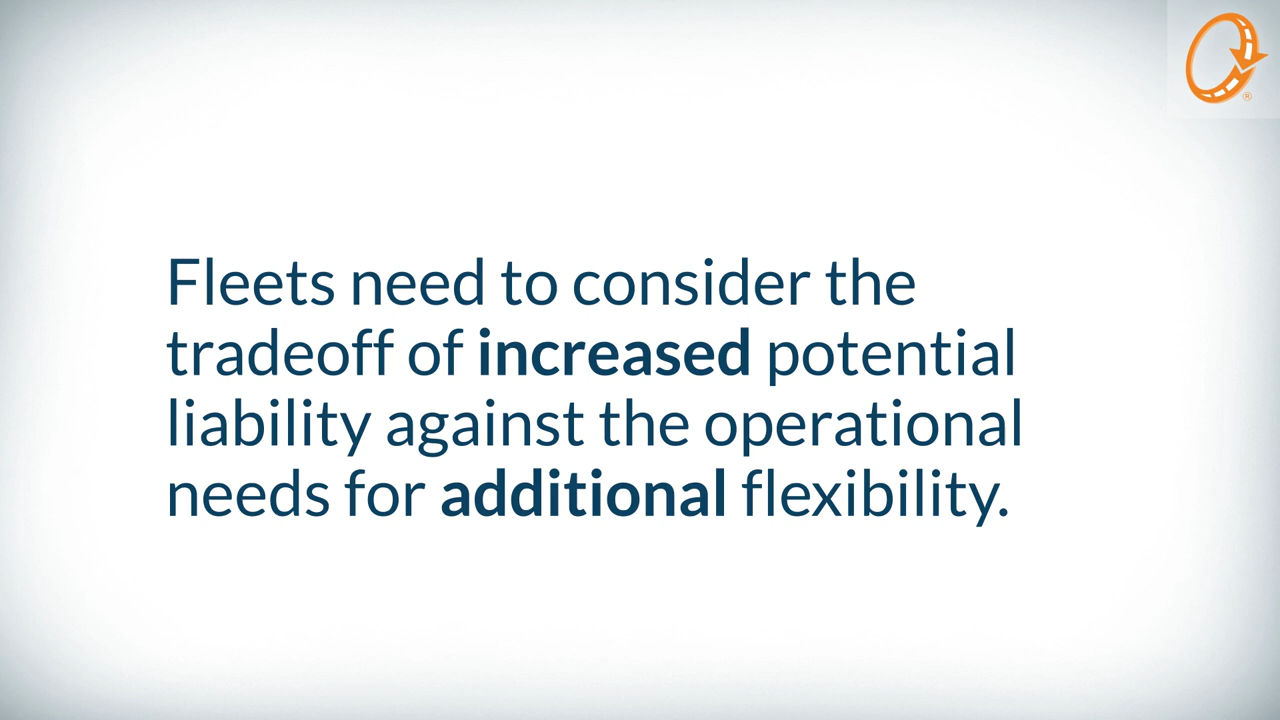 Fleets need to consider the
tradeoff of increased potential
liability against the operational
needs for additional flexibility.
®